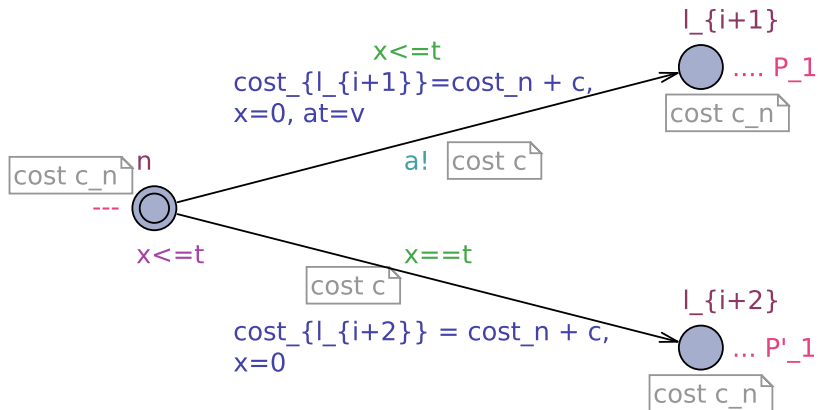 l_{i+1}
x<=t
.... P_1
cost_{l_{i+1}}=cost_n + c,
x=0, at=v
cost c_n
n
a!
cost c
cost c_n
---
x<=t
x==t
cost c
l_{i+2}
cost_{l_{i+2}} = cost_n + c,
x=0
... P'_1
cost c_n